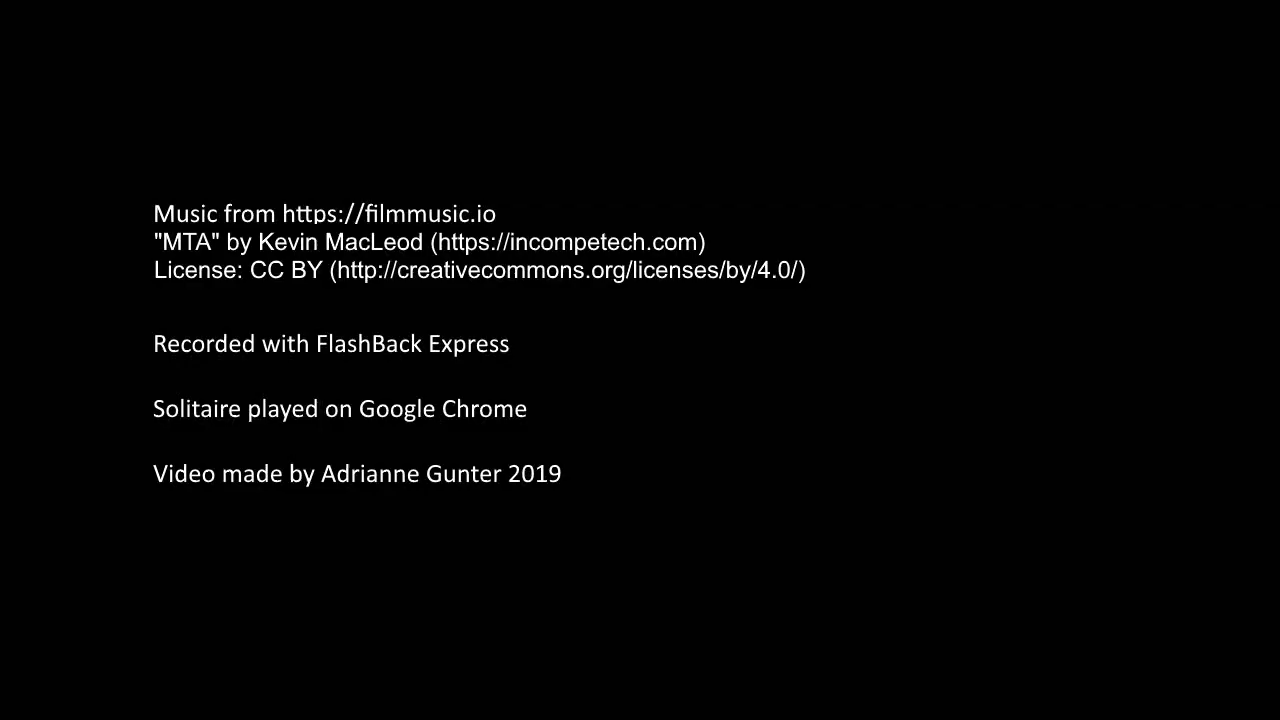 Music from https://filmmusic.io
"MTA" by Kevin MacLeod (https://incompetech.com)
License: CC BY (http://creativecommons.org/licenses/by/4.0/)
Recorded with FlashBack Express
Solitaire played on Google Chrome
Video made by Adrianne Gunter 2019